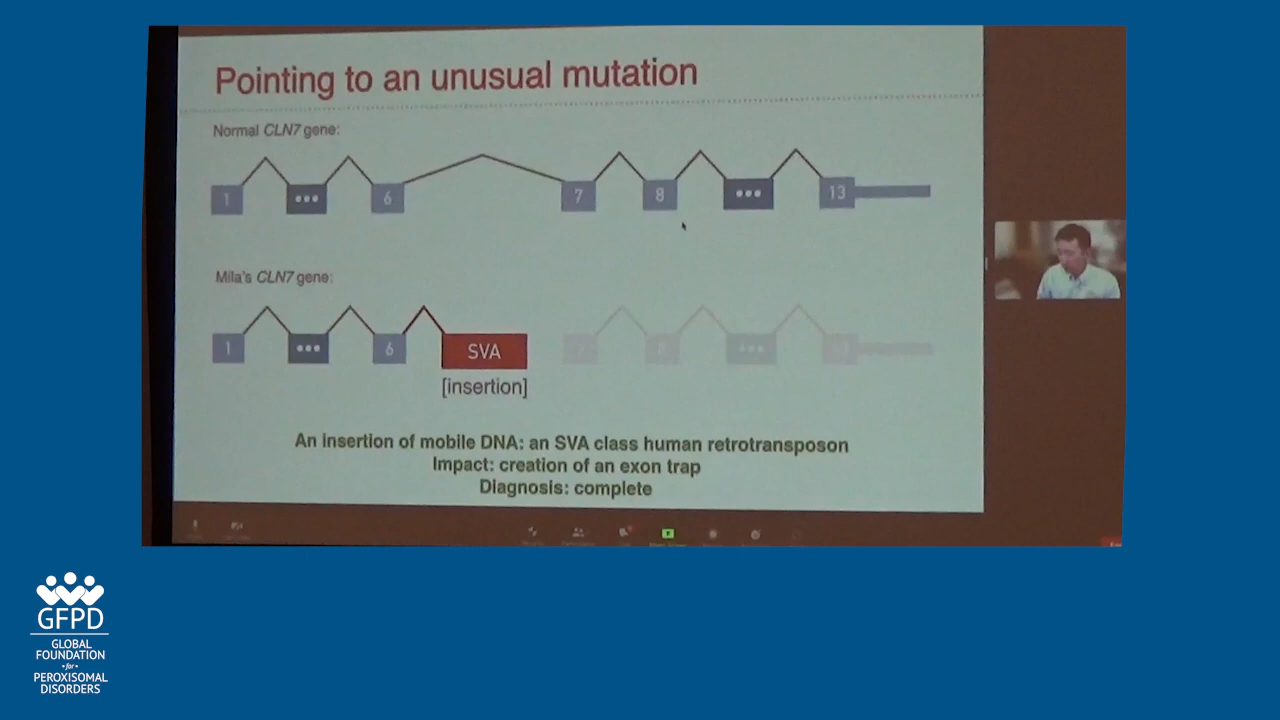 Pointing to an unusual mutation
Normal CLN7 gene:
1
6
7
8
13
Mila's CLN7 gene:
1
6
SVA
[insertion]
An insertion of mobile DNA: an SVA class human retrotransposon
Impact: creation of an exon trap
Diagnosis: complete
GFPD
GLOBAL
FOUNDATION
•for•
PEROXISOMAL
DISORDERS